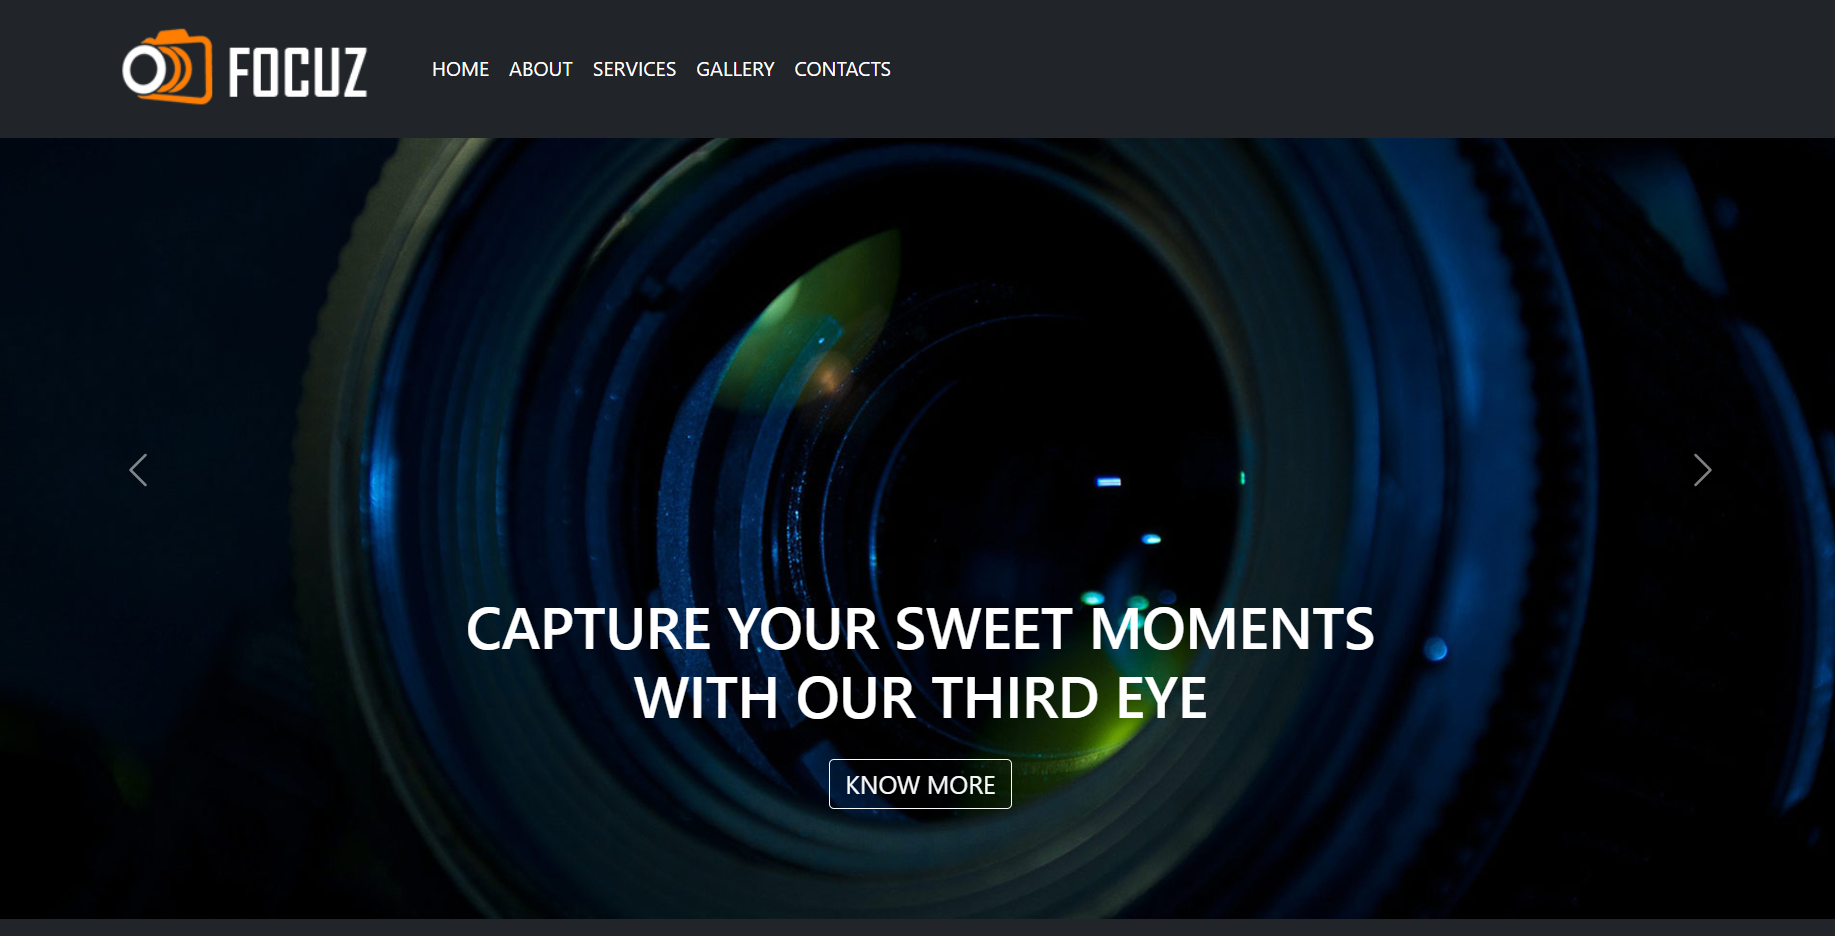 FOCUZ
HOME ABOUT SERVICES GALLERY CONTACTS
CAPTURE YOUR SWEET MOMENTS
WITH OUR THIRD EYE
KNOW MORE